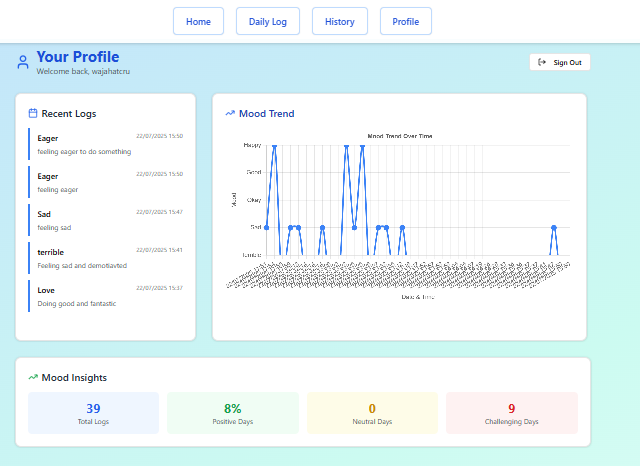 Home
Daily Log
History
Profile
Your Profile
Welcome back, wajahatcru
Sign Out
Recent Logs
Eager
22/07/2025 15:50
feeling eager to do something
Eager
22/07/2025 15:50
feeling eager
Sad
22/07/2025 15:47
feeling sad
terrible
22/07/2025 15:41
Feeling sad and demotiavted
Love
22/07/2025 15:37
Doing good and fantastic
Mood Trend
Mood Trend Over Time
Mood
Happy
Good
Okay
Sad
Terrible
Date & Time
Mood Insights
39
Total Logs
8%
Positive Days
0
Neutral Days
9
Challenging Days